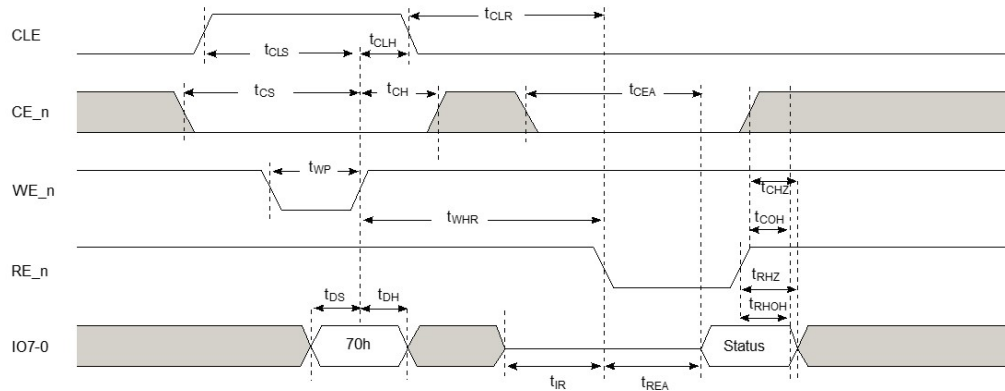 CLE
tCLS
tCLH
tCLR
CE_n
tCS
tCH
tCEA
WE_n
tWP
tWHR
tCHZ
tCOH
RE_n
tRHZ
tRHOH
tDS
tDH
IO7-0
70h
Status
tIR
tREA